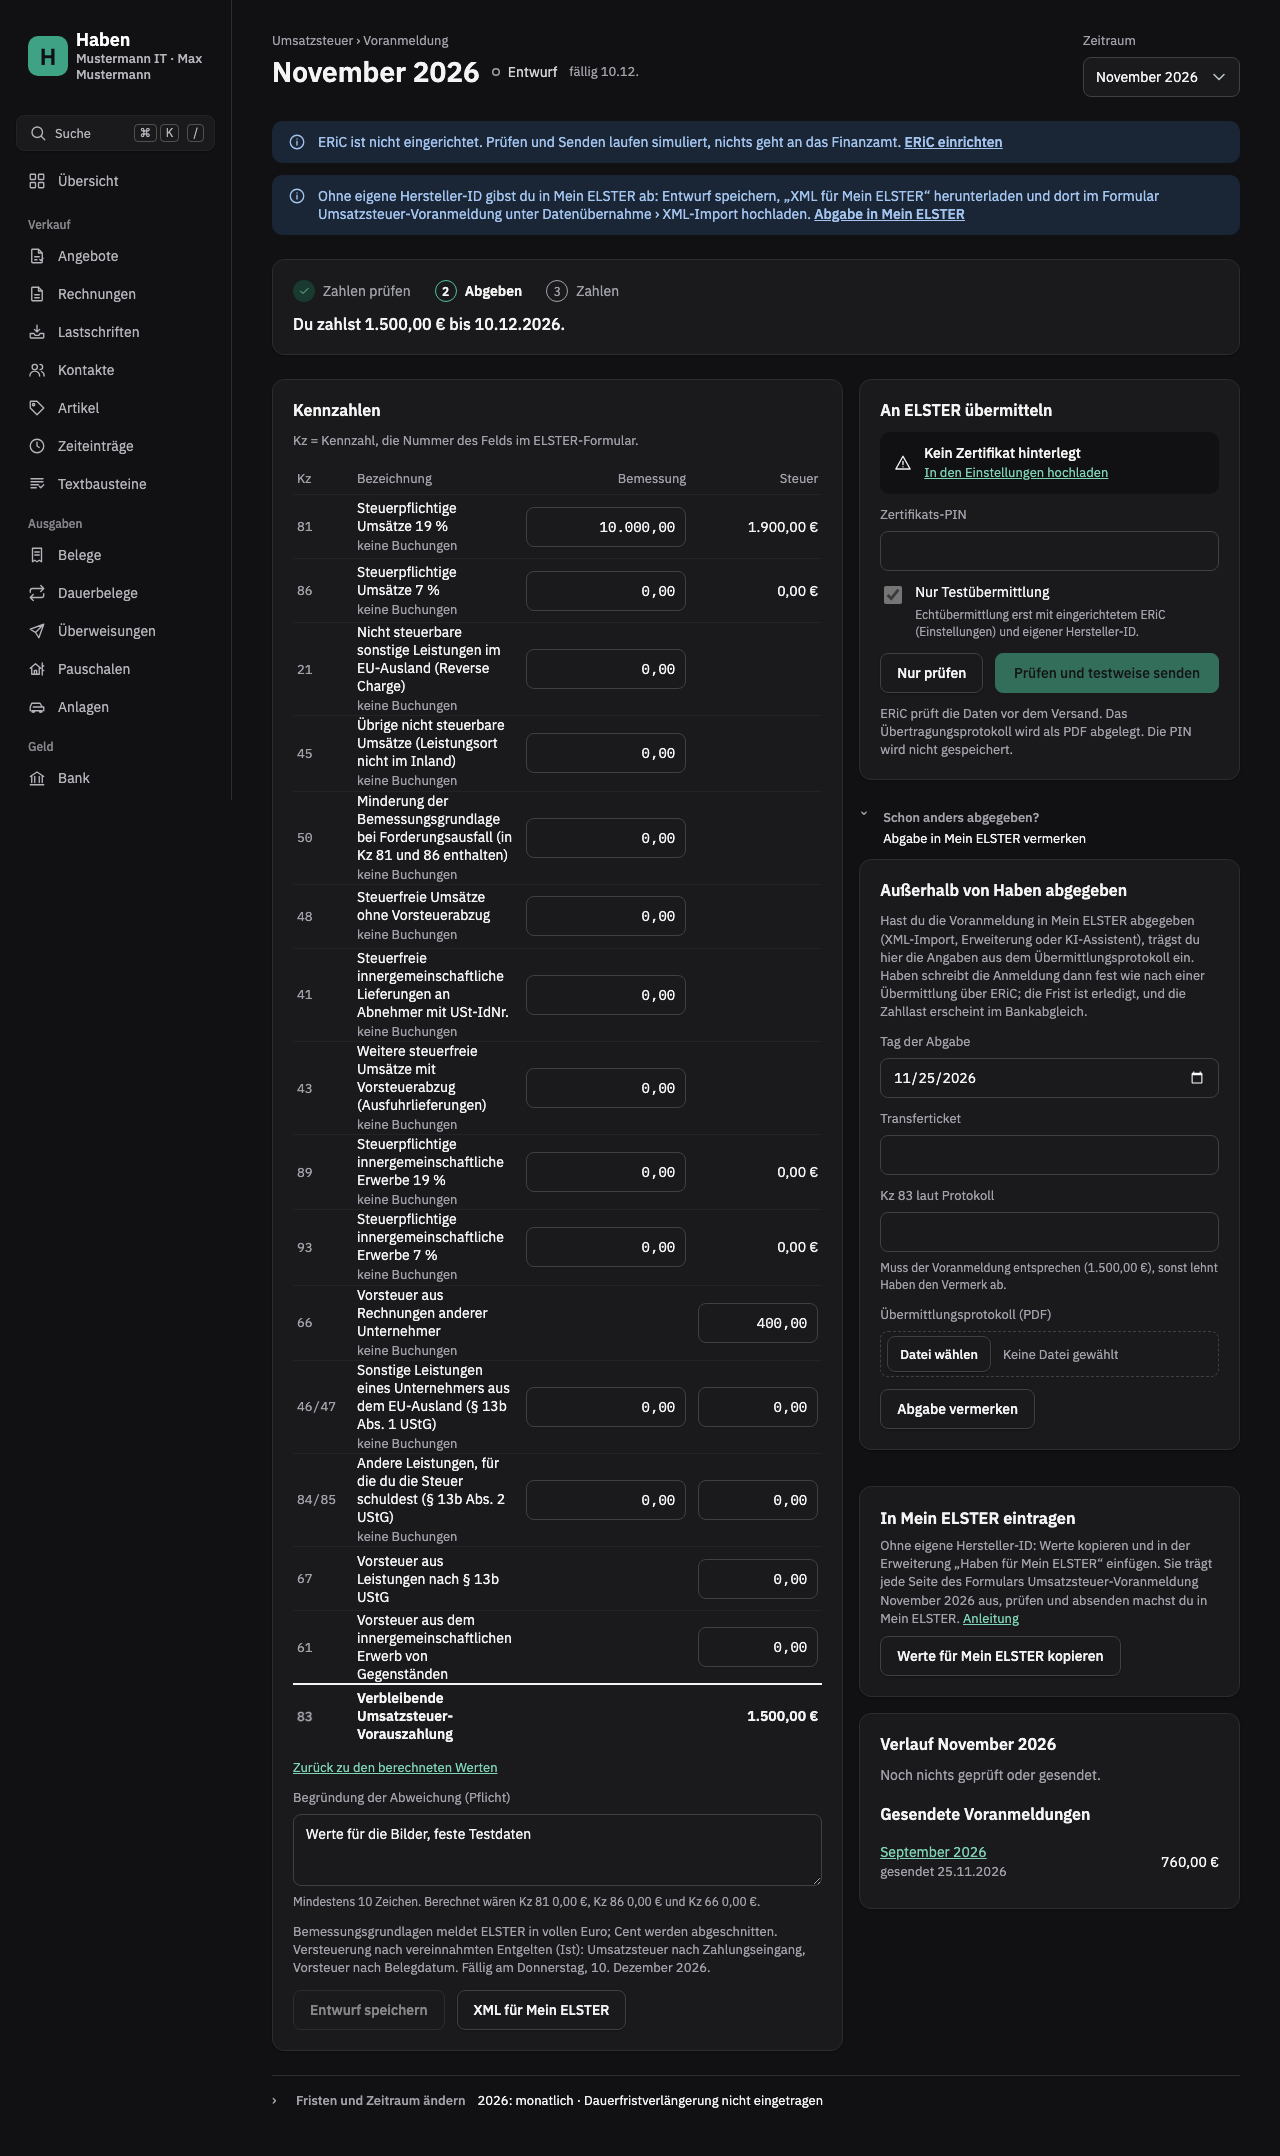 H
Haben
Mustermann IT · Max
Mustermann
Suche ⌘ K /
Übersicht
Verkauf
Angebote
Rechnungen
Lastschriften
Kontakte
Artikel
Zeiteinträge
Textbausteine
Ausgaben
Belege
Dauerbelege
Überweisungen
Pauschalen
Anlagen
Geld
Bank
Umsatzsteuer › Voranmeldung
November 2026 Entwurf fällig 10.12.
Zeitraum
November 2026
ERiC ist nicht eingerichtet. Prüfen und Senden laufen simuliert, nichts geht an das Finanzamt. ERiC einrichten
Ohne eigene Hersteller-ID gibst du in Mein ELSTER ab: Entwurf speichern, „XML für Mein ELSTER“ herunterladen und dort im Formular
Umsatzsteuer-Voranmeldung unter Datenübernahme › XML-Import hochladen. Abgabe in Mein ELSTER
Zahlen prüfen 2 Abgeben 3 Zahlen
Du zahlst 1.500,00 € bis 10.12.2026.
Kennzahlen
Kz = Kennzahl, die Nummer des Felds im ELSTER-Formular.
Kz Bezeichnung Bemessung Steuer
Steuerpflichtige
81 Umsätze 19 % 10.000,00 1.900,00 €
keine Buchungen
Steuerpflichtige
86 Umsätze 7 % 0,00 0,00 €
keine Buchungen
Nicht steuerbare
sonstige Leistungen im
21 EU-Ausland (Reverse 0,00
Charge)
keine Buchungen
Übrige nicht steuerbare
45 Umsätze (Leistungsort 0,00
nicht im Inland)
keine Buchungen
Minderung der
Bemessungsgrundlage
50 bei Forderungsausfall (in 0,00
Kz 81 und 86 enthalten)
keine Buchungen
Steuerfreie Umsätze
48 ohne Vorsteuerabzug 0,00
keine Buchungen
Steuerfreie
innergemeinschaftliche
41 Lieferungen an 0,00
Abnehmer mit USt-IdNr.
keine Buchungen
Weitere steuerfreie
Umsätze mit
43 Vorsteuerabzug 0,00
(Ausfuhrlieferungen)
keine Buchungen
Steuerpflichtige
89 innergemeinschaftliche 0,00 0,00 €
Erwerbe 19 %
keine Buchungen
Steuerpflichtige
93 innergemeinschaftliche 0,00 0,00 €
Erwerbe 7 %
keine Buchungen
Vorsteuer aus
66 Rechnungen anderer 400,00
Unternehmer
keine Buchungen
Sonstige Leistungen
eines Unternehmers aus
46/47 dem EU-Ausland (§ 13b 0,00 0,00
Abs. 1 UStG)
keine Buchungen
Andere Leistungen, für
die du die Steuer
84/85 schuldest (§ 13b Abs. 2 0,00 0,00
UStG)
keine Buchungen
Vorsteuer aus
67 Leistungen nach § 13b 0,00
UStG
Vorsteuer aus dem
innergemeinschaftlichen
61 Erwerb von 0,00
Gegenständen
Verbleibende
83 Umsatzsteuer- 1.500,00 €
Vorauszahlung
Zurück zu den berechneten Werten
Begründung der Abweichung (Pflicht)
Werte für die Bilder, feste Testdaten
Mindestens 10 Zeichen. Berechnet wären Kz 81 0,00 €, Kz 86 0,00 € und Kz 66 0,00 €.
Bemessungsgrundlagen meldet ELSTER in vollen Euro; Cent werden abgeschnitten.
Versteuerung nach vereinnahmten Entgelten (Ist): Umsatzsteuer nach Zahlungseingang,
Vorsteuer nach Belegdatum. Fällig am Donnerstag, 10. Dezember 2026.
Entwurf speichern XML für Mein ELSTER
An ELSTER übermitteln
Kein Zertifikat hinterlegt
In den Einstellungen hochladen
Zertifikats-PIN
Nur Testübermittlung
Echtübermittlung erst mit eingerichtetem ERiC
(Einstellungen) und eigener Hersteller-ID.
Nur prüfen Prüfen und testweise senden
ERiC prüft die Daten vor dem Versand. Das
Übertragungsprotokoll wird als PDF abgelegt. Die PIN
wird nicht gespeichert.
Schon anders abgegeben?
Abgabe in Mein ELSTER vermerken
Außerhalb von Haben abgegeben
Hast du die Voranmeldung in Mein ELSTER abgegeben
(XML-Import, Erweiterung oder KI-Assistent), trägst du
hier die Angaben aus dem Übermittlungsprotokoll ein.
Haben schreibt die Anmeldung dann fest wie nach einer
Übermittlung über ERiC; die Frist ist erledigt, und die
Zahllast erscheint im Bankabgleich.
Tag der Abgabe
11/25/2026
Transferticket
Kz 83 laut Protokoll
Muss der Voranmeldung entsprechen (1.500,00 €), sonst lehnt
Haben den Vermerk ab.
Übermittlungsprotokoll (PDF)
Datei wählen Keine Datei gewählt
Abgabe vermerken
In Mein ELSTER eintragen
Ohne eigene Hersteller-ID: Werte kopieren und in der
Erweiterung „Haben für Mein ELSTER“ einfügen. Sie trägt
jede Seite des Formulars Umsatzsteuer-Voranmeldung
November 2026 aus, prüfen und absenden machst du in
Mein ELSTER. Anleitung
Werte für Mein ELSTER kopieren
Verlauf November 2026
Noch nichts geprüft oder gesendet.
Gesendete Voranmeldungen
September 2026 760,00 €
gesendet 25.11.2026
Fristen und Zeitraum ändern 2026: monatlich · Dauerfristverlängerung nicht eingetragen